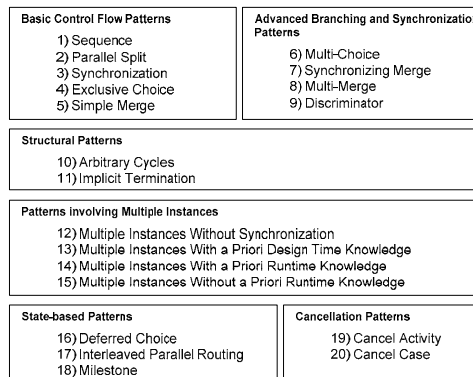 Basic Control Flow Patterns
1) Sequence
2) Parallel Split
3) Synchronization
4) Exclusive Choice
5) Simple Merge
Advanced Branching and Synchronizatio
Patterns
6) Multi-Choice
7) Synchronizing Merge
8) Multi-Merge
9) Discriminator
Structural Patterns
10) Arbitrary Cycles
11) Implicit Termination
Patterns involving Multiple Instances
12) Multiple Instances Without Synchronization
13) Multiple Instances With a Priori Design Time Knowledge
14) Multiple Instances With a Priori Runtime Knowledge
15) Multiple Instances Without a Priori Runtime Knowledge
State-based Patterns
16) Deferred Choice
17) Interleaved Parallel Routing
18) Milestone
Cancellation Patterns
19) Cancel Activity
20) Cancel Case